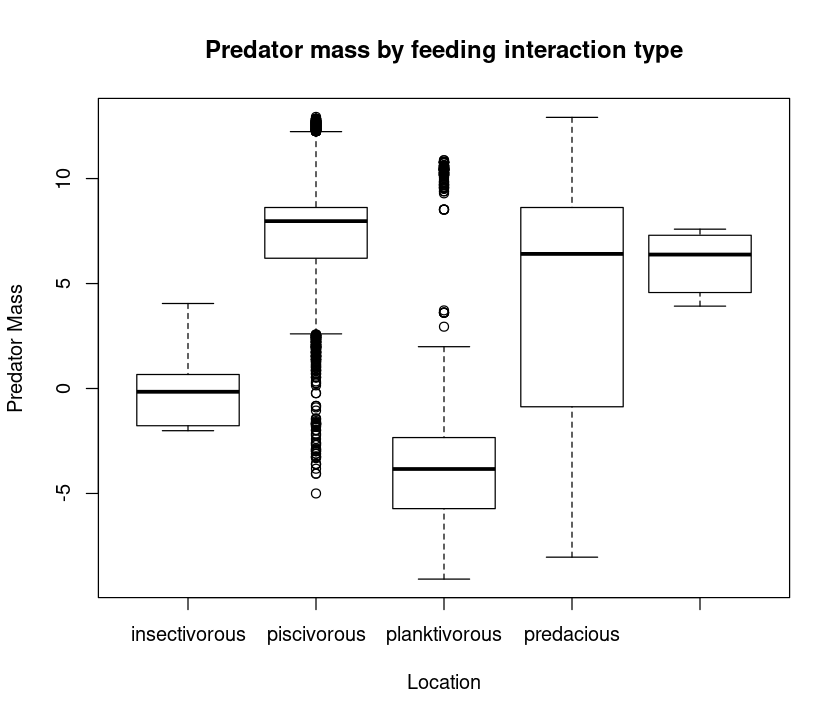 Predator mass by feeding interaction type
Predator Mass
10
5
0
-5
insectivorous piscivorous planktivorous predacious
Location